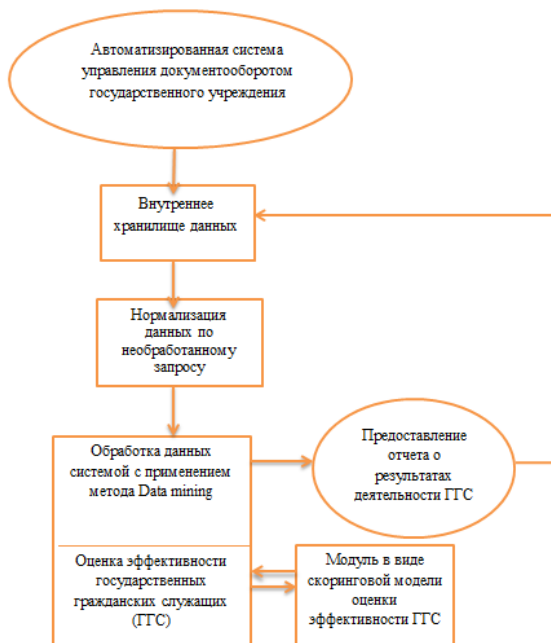 Автоматизированная система
управления документооборотом
государственного учреждения
Внутреннее
хранилище данных
Нормализация
данных по
необработанному
запросу
Обработка данных
системой с применением
метода Data mining
Предоставление
отчета о
результатах
деятельности ГГС
Оценка эффективности
государственных
гражданских служащих
(ГГС)
Модуль в виде
скоринговой модели
оценки
эффективности ГГС